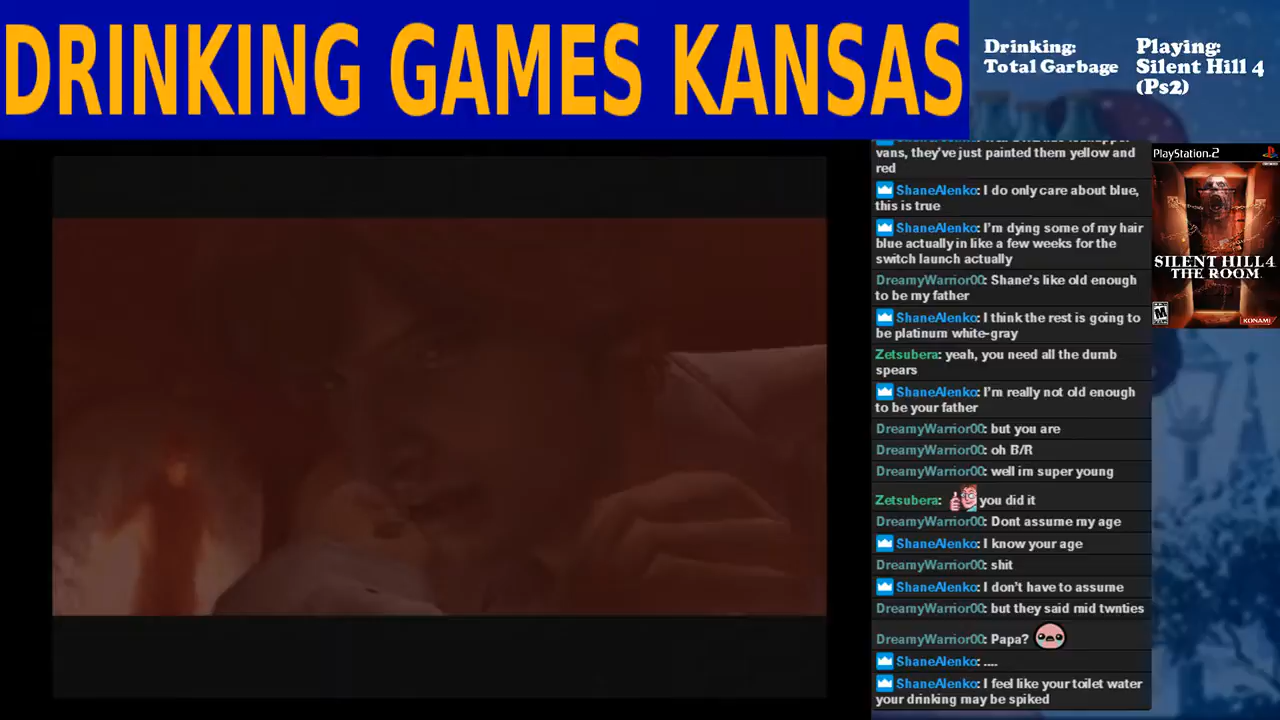 DRINKING GAMES KANSAS
Drinking:
Total Garbage
Playing:
Silent Hill 4
(Ps2)
vans, they've just painted them yellow and
red
ShaneAlenko: I do only care about blue,
this is true
ShaneAlenko: I'm dying some of my hair
blue actually in like a few weeks for the
switch launch actually
DreamyWarrior00: Shane's like old enough
to be my father
ShaneAlenko: I think the rest is going to
be platinum white-gray
Zetsubera: yeah, you need all the dumb
spears
ShaneAlenko: I'm really not old enough
to be your father
DreamyWarrior00: but you are
DreamyWarrior00: oh B/R
DreamyWarrior00: well im super young
Zetsubera: you did it
DreamyWarrior00: Dont assume my age
ShaneAlenko: I know your age
DreamyWarrior00: shit
ShaneAlenko: I don't have to assume
DreamyWarrior00: but they said mid twnties
DreamyWarrior00: Papa?
ShaneAlenko: ....
ShaneAlenko: I feel like your toilet water
your drinking may be spiked
PlayStation.2
SILENT HILL 4
THE ROOM
M
KONAMI